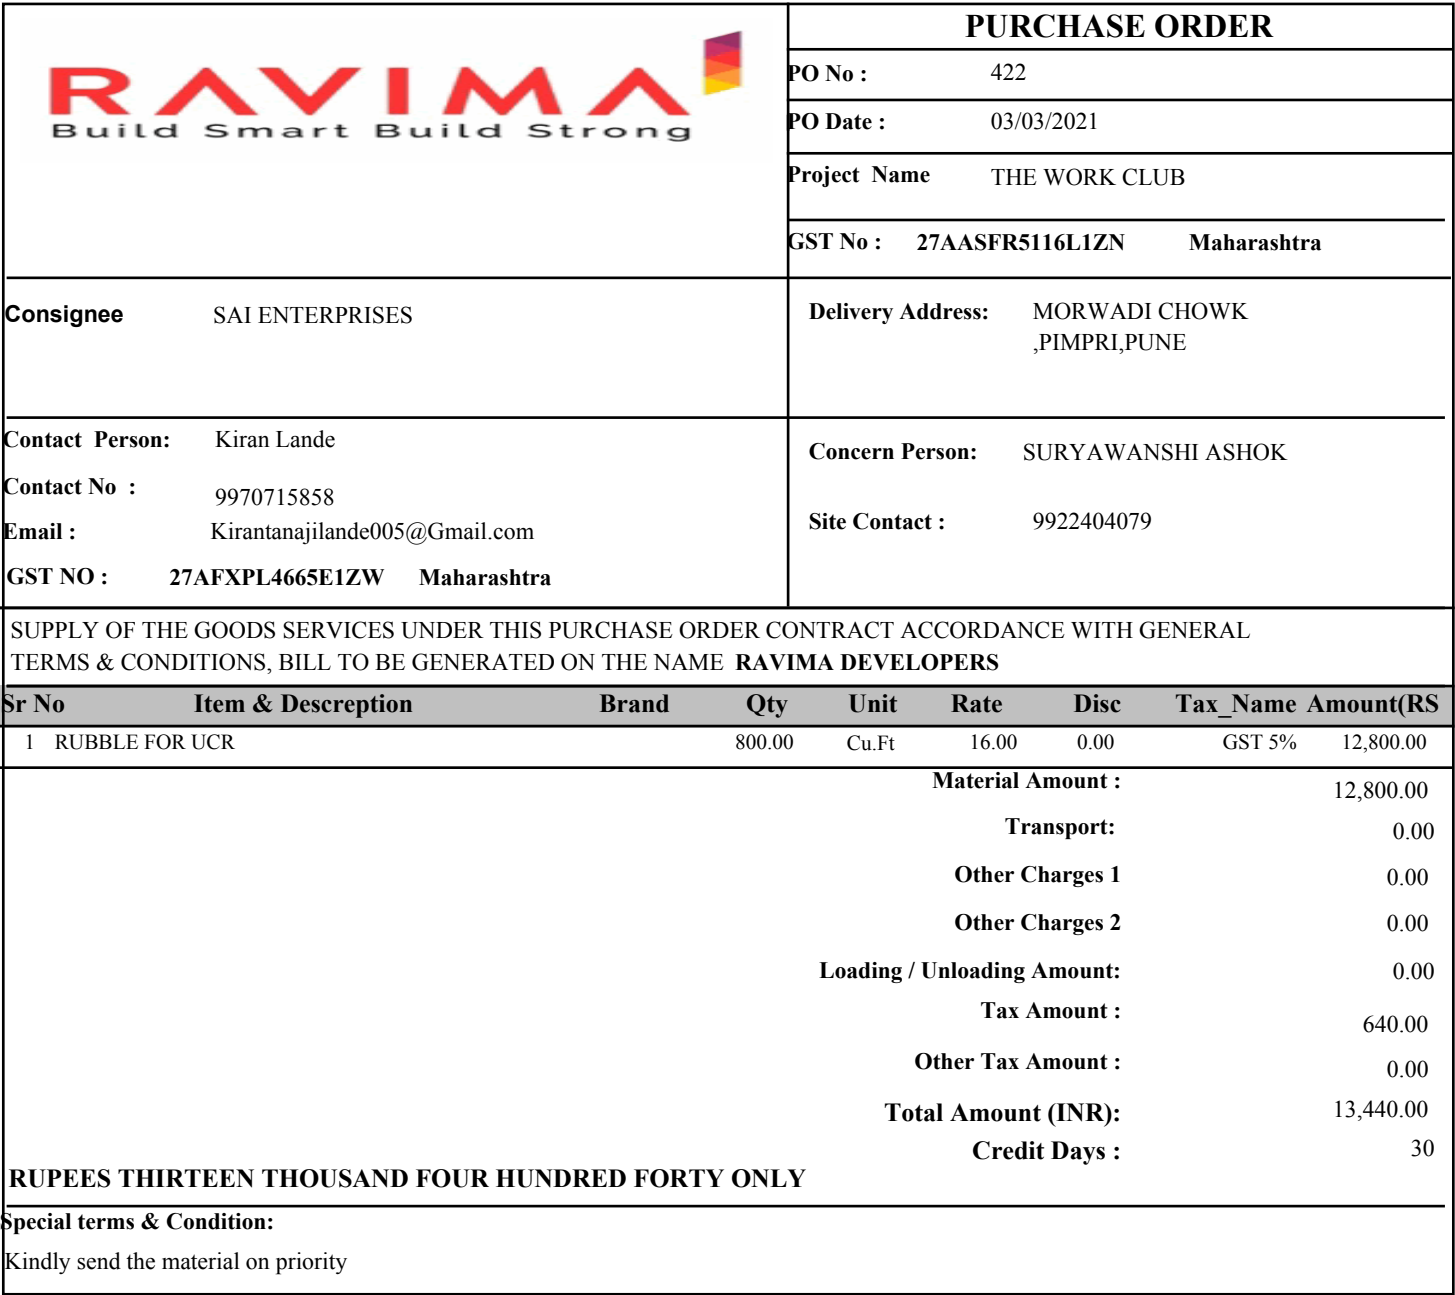 RAVIMA
Build Smart Build Strong
PURCHASE ORDER
PO No : 422
PO Date : 03/03/2021
Project Name THE WORK CLUB
GST No : 27AASFR5116L1ZN Maharashtra
Consignee SAI ENTERPRISES
Delivery Address: MORWADI CHOWK
,PIMPRI,PUNE
Contact Person: Kiran Lande
Contact No : 9970715858
Email : Kirantanajilande005@Gmail.com
GST NO : 27AFXPL4665E1ZW Maharashtra
Concern Person: SURYAWANSHI ASHOK
Site Contact : 9922404079
SUPPLY OF THE GOODS SERVICES UNDER THIS PURCHASE ORDER CONTRACT ACCORDANCE WITH GENERAL
TERMS & CONDITIONS, BILL TO BE GENERATED ON THE NAME RAVIMA DEVELOPERS
Sr No Item & Descreption Brand Qty Unit Rate Disc Tax_Name Amount(RS
1 RUBBLE FOR UCR 800.00 Cu.Ft 16.00 0.00 GST 5% 12,800.00
Material Amount : 12,800.00
Transport: 0.00
Other Charges 1 0.00
Other Charges 2 0.00
Loading / Unloading Amount: 0.00
Tax Amount : 640.00
Other Tax Amount : 0.00
Total Amount (INR): 13,440.00
Credit Days : 30
RUPEES THIRTEEN THOUSAND FOUR HUNDRED FORTY ONLY
Special terms & Condition:
Kindly send the material on priority